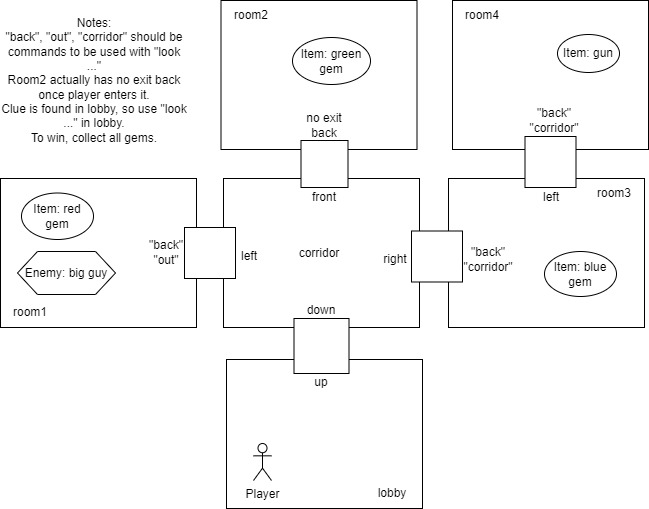 Notes:
"back", "out", "corridor" should be
commands to be used with "look
..."
Room2 actually has no exit back
once player enters it.
Clue is found in lobby, so use "look
..." in lobby.
To win, collect all gems.
room2
Item: green
gem
no exit
back
front
room4
Item: gun
"back"
"corridor"
left
room3
Item: red
gem
Enemy: big guy
room1
"back"
"out"
left
corridor
right
"back"
"corridor"
Item: blue
gem
down
up
Player
lobby